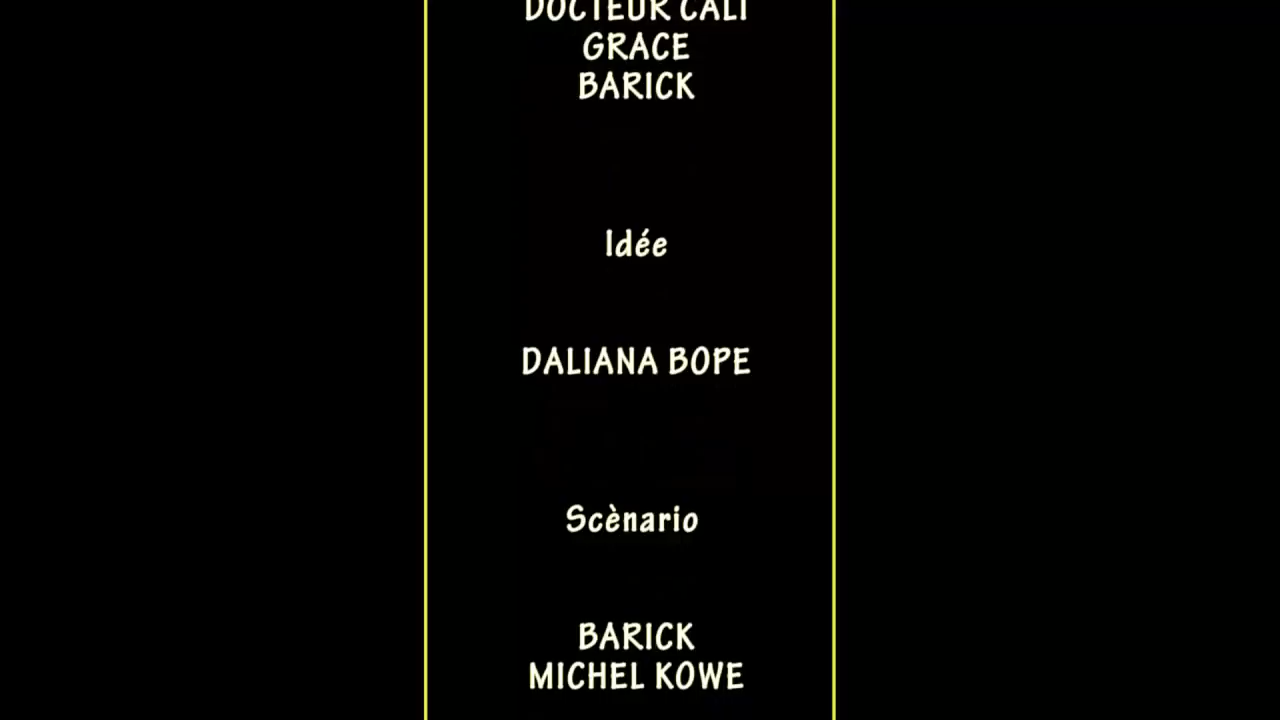 DOCTEUR CALI
GRACE
BARICK
Idée
DALIANA BOPE
Scènario
BARICK
MICHEL KOWE